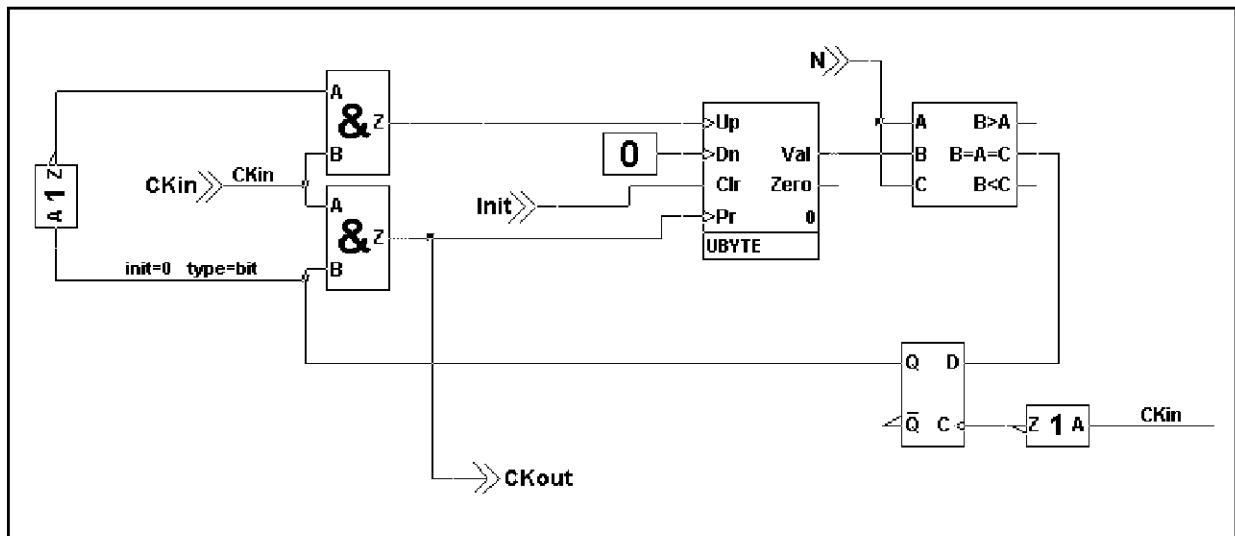 N
A
&
Z
B
A 1 Z
CKin
CKin
A
&
Z
B
init=0 type=bit
Up
0
Dn
Val
Clr
Zero
Init
Pr
0
UBYTE
A
B>A
B
B=A=C
C
B<C
Q
D
Q̅
C
Z 1 A
CKin
CKout